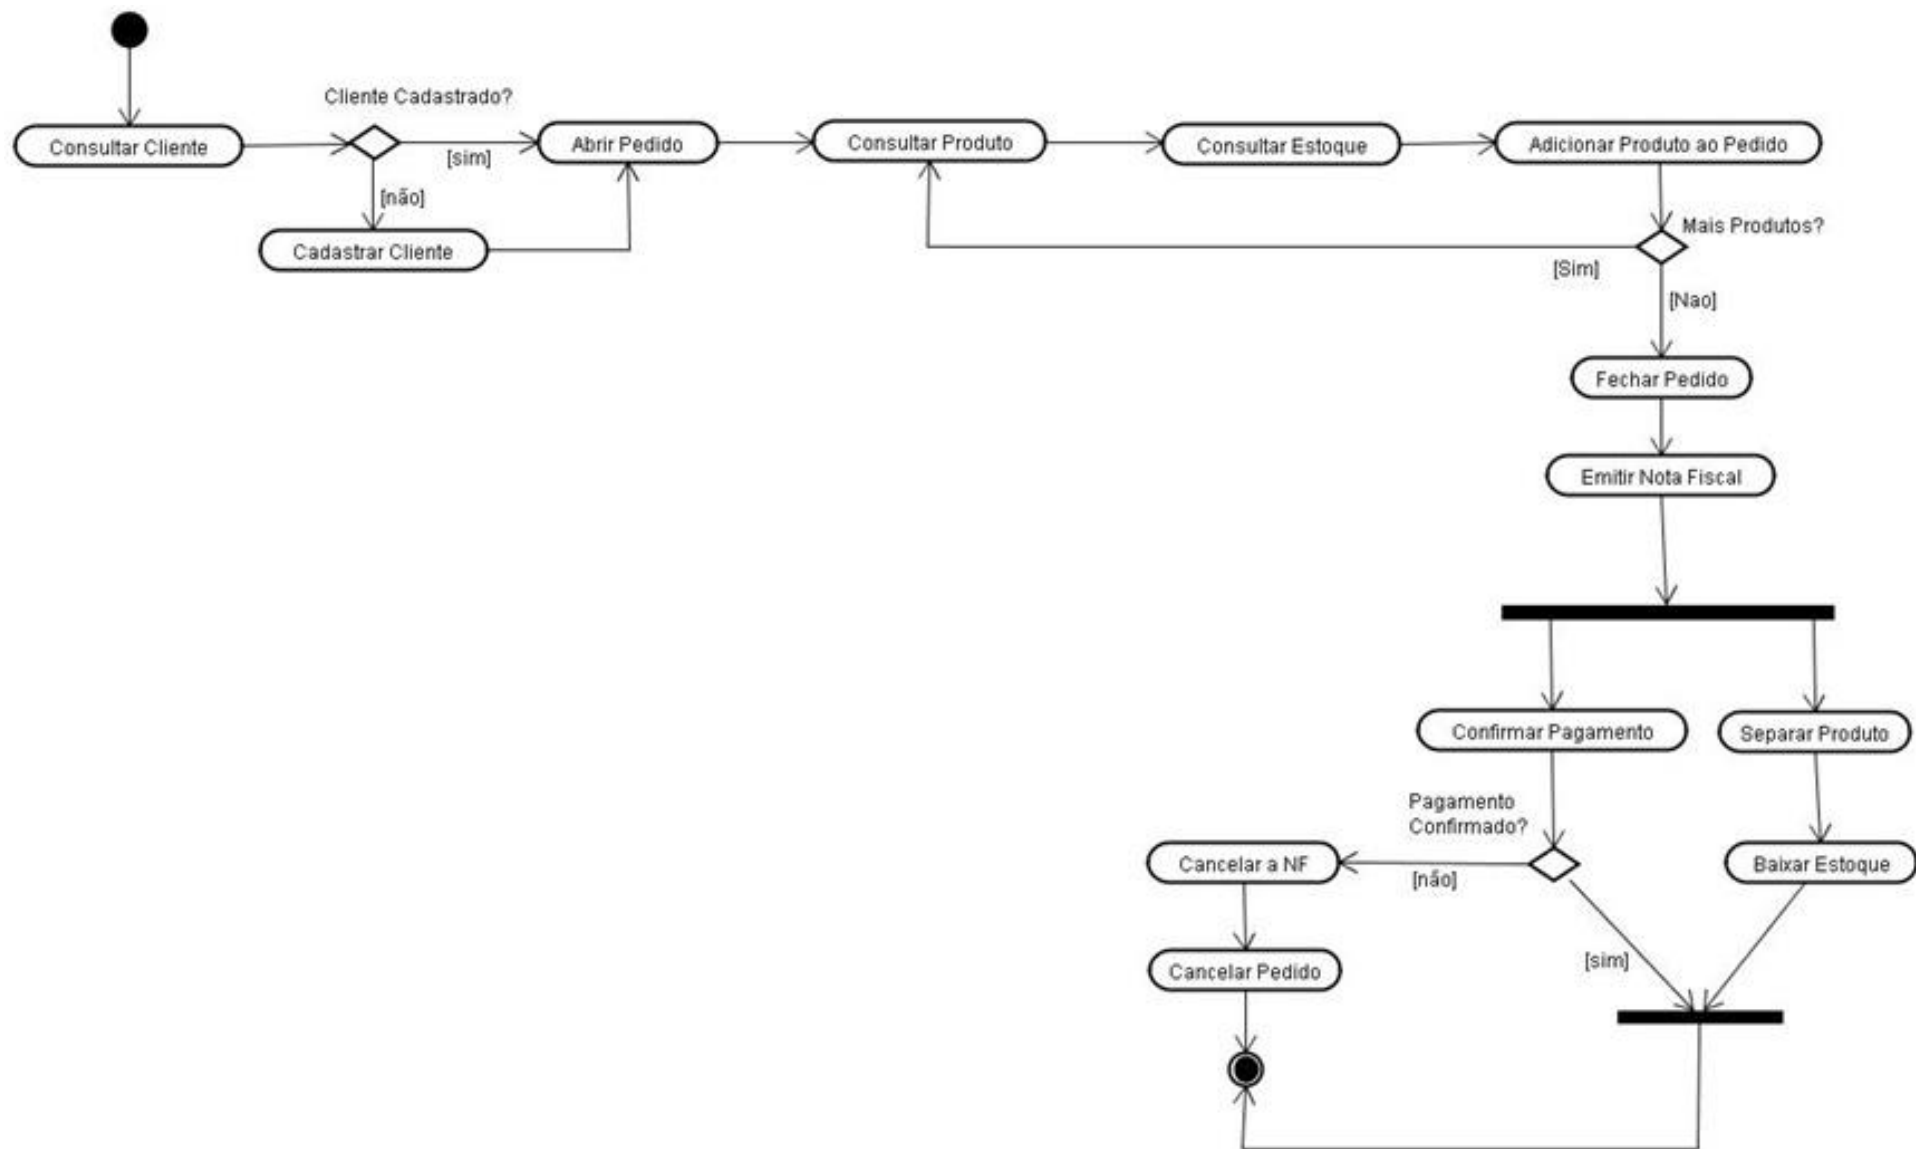 Cliente Cadastrado?
Consultar Cliente
[sim]
Abrir Pedido
Consultar Produto
Consultar Estoque
Adicionar Produto ao Pedido
[não]
Cadastrar Cliente
Mais Produtos?
[Sim]
[Nao]
Fechar Pedido
Emitir Nota Fiscal
Confirmar Pagamento
Separar Produto
Pagamento
Confirmado?
Cancelar a NF
[não]
Baixar Estoque
[sim]
Cancelar Pedido